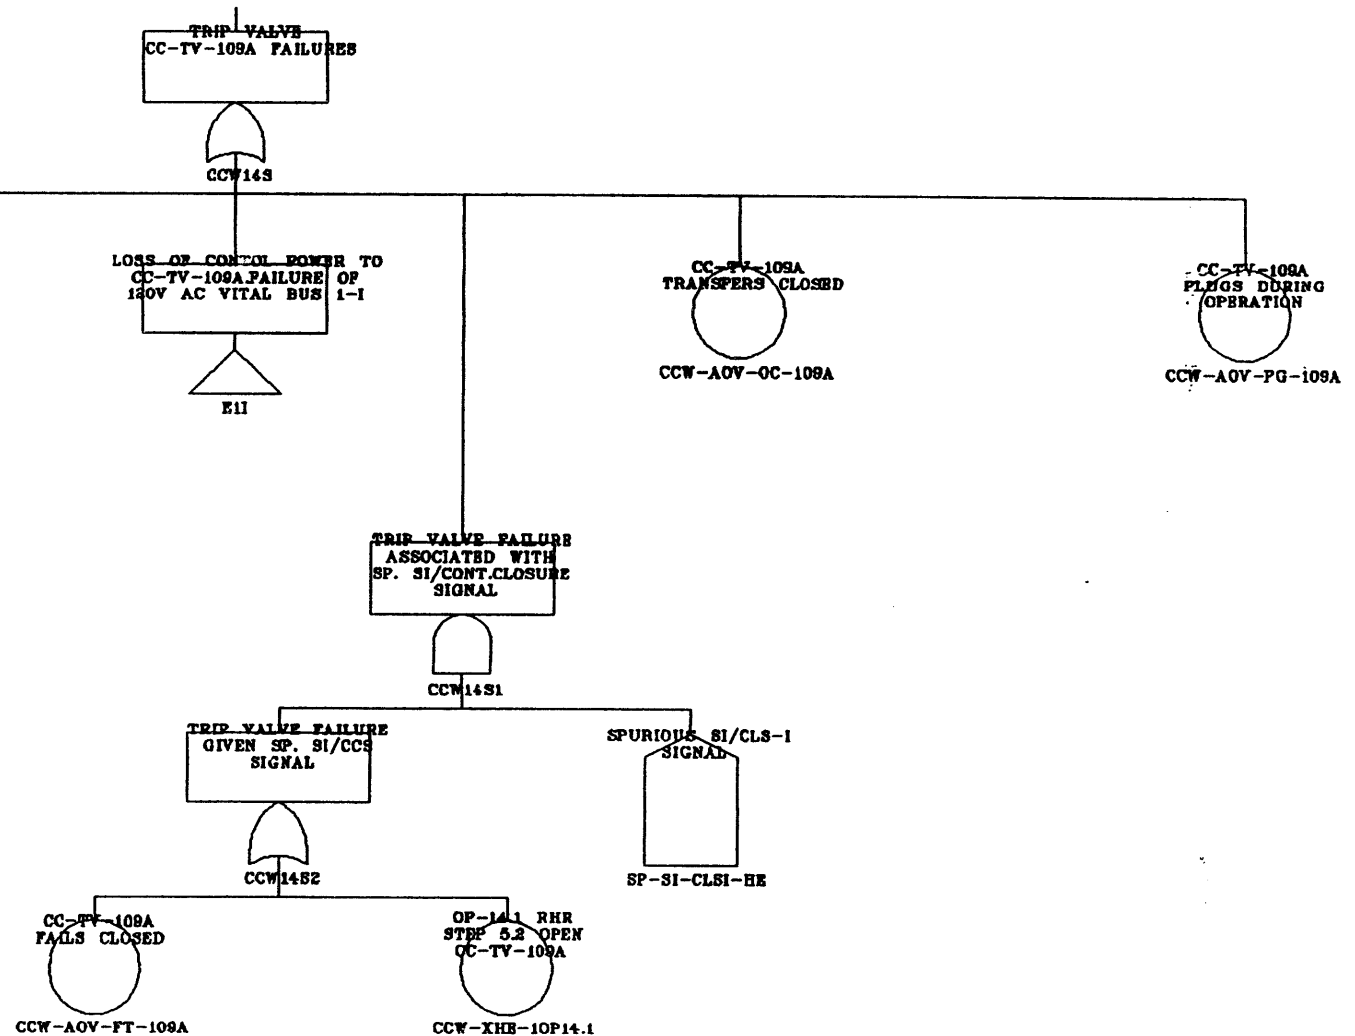 TRIP VALVE
CC-TV-109A FAILURES
CCW14S
LOSS OF CONTOL POWER TO
CC-TV-109A.FAILURE OF
120V AC VITAL BUS 1-I
E1I
CC-TV-109A
TRANSFERS CLOSED
CCW-AOV-OC-109A
CC-TV-109A
PLUGS DURING
OPERATION
CCW-AOV-PG-109A
TRIP VALVE FAILURE
ASSOCIATED WITH
SP. SI/CONT.CLOSURE
SIGNAL
CCW14S1
TRIP VALVE FAILURE
GIVEN SP. SI/CCS
SIGNAL
CCW14S2
SPURIOUS SI/CLS-I
SIGNAL
SP-SI-CLSI-HE
CC-TV-109A
FAILS CLOSED
CCW-AOV-FT-109A
OP-14.1 RHR
STEP 5.2 OPEN
CC-TV-109A
CCW-XHE-1OP14.1